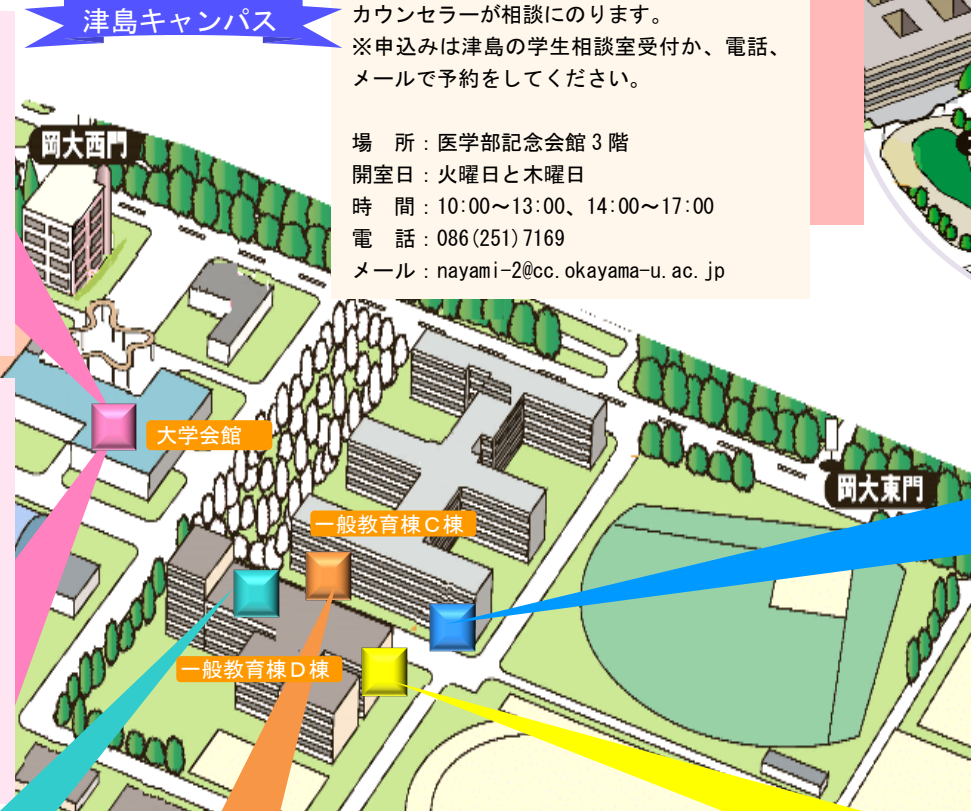 津島キャンパス
カウンセラーが相談にのります。
※申込みは津島の学生相談室受付か、電話、
メールで予約をしてください。
場　所：医学部記念会館３階
開室日：火曜日と木曜日
時　間：10:00～13:00、14:00～17:00
電　話：086(251)7169
メール：nayami-2@cc.okayama-u.ac.jp
岡大西門
大学会館
岡大東門
一般教育棟Ｃ棟
一般教育棟Ｄ棟